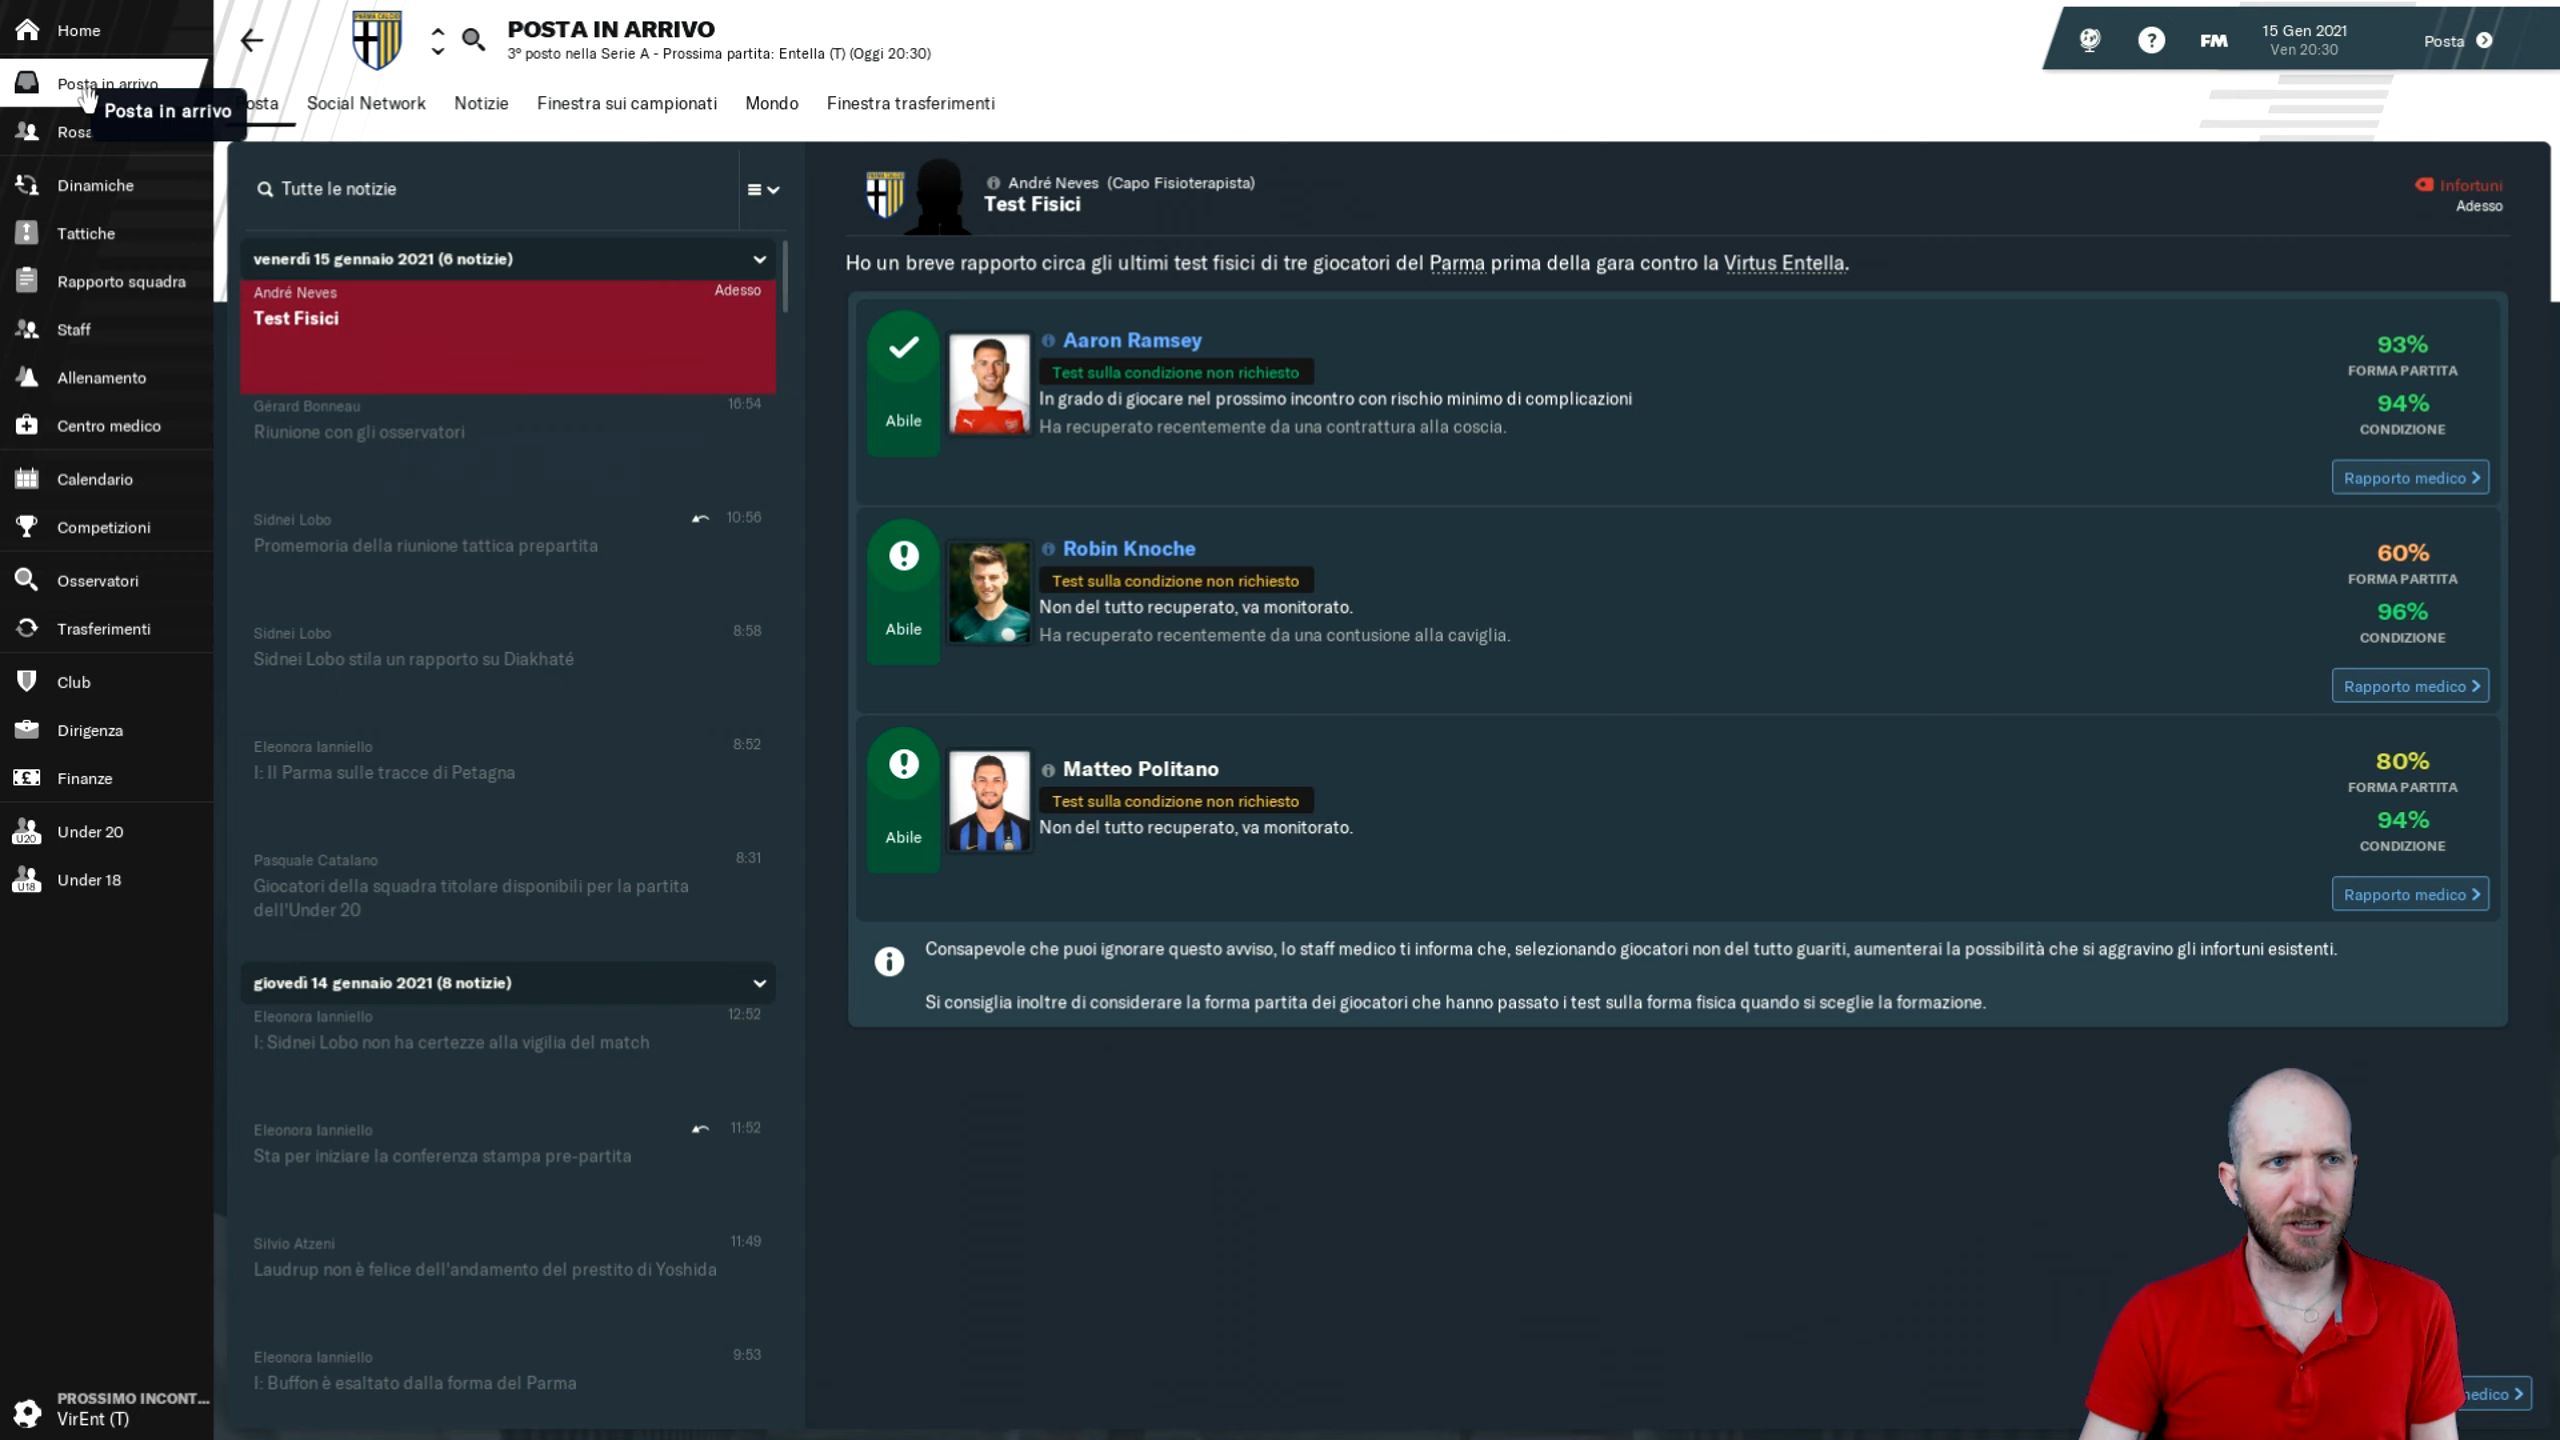 Home
Posta in arrivo
Posta in arrivo
Rosa
Dinamiche
Tattiche
Rapporto squadra
Staff
Allenamento
Centro medico
Calendario
Competizioni
Osservatori
Trasferimenti
Club
Dirigenza
Finanze
U20
Under 20
U18
Under 18
PROSSIMO INCONT...
VirEnt (T)
PARMA CALCIO
POSTA IN ARRIVO
3° posto nella Serie A - Prossima partita: Entella (T) (Oggi 20:30)
FM
15 Gen 2021
Ven 20:30
Posta
osta
Social Network
Notizie
Finestra sui campionati
Mondo
Finestra trasferimenti
Tutte le notizie
venerdì 15 gennaio 2021 (6 notizie)
André Neves
Adesso
Test Fisici
Gérard Bonneau
16:54
Riunione con gli osservatori
Sidnei Lobo
10:56
Promemoria della riunione tattica prepartita
Sidnei Lobo
8:58
Sidnei Lobo stila un rapporto su Diakhaté
Eleonora Ianniello
8:52
I: Il Parma sulle tracce di Petagna
Pasquale Catalano
8:31
Giocatori della squadra titolare disponibili per la partita
dell'Under 20
giovedì 14 gennaio 2021 (8 notizie)
Eleonora Ianniello
12:52
I: Sidnei Lobo non ha certezze alla vigilia del match
Eleonora Ianniello
11:52
Sta per iniziare la conferenza stampa pre-partita
Silvio Atzeni
11:49
Laudrup non è felice dell'andamento del prestito di Yoshida
Eleonora Ianniello
9:53
I: Buffon è esaltato dalla forma del Parma
André Neves (Capo Fisioterapista)
Test Fisici
Infortuni
Adesso
Ho un breve rapporto circa gli ultimi test fisici di tre giocatori del Parma prima della gara contro la Virtus Entella.
Abile
Aaron Ramsey
Test sulla condizione non richiesto
In grado di giocare nel prossimo incontro con rischio minimo di complicazioni
Ha recuperato recentemente da una contrattura alla coscia.
93%
FORMA PARTITA
94%
CONDIZIONE
Rapporto medico
Abile
Robin Knoche
Test sulla condizione non richiesto
Non del tutto recuperato, va monitorato.
Ha recuperato recentemente da una contusione alla caviglia.
60%
FORMA PARTITA
96%
CONDIZIONE
Rapporto medico
Abile
Matteo Politano
Test sulla condizione non richiesto
Non del tutto recuperato, va monitorato.
80%
FORMA PARTITA
94%
CONDIZIONE
Rapporto medico
Consapevole che puoi ignorare questo avviso, lo staff medico ti informa che, selezionando giocatori non del tutto guariti, aumenterai la possibilità che si aggravino gli infortuni esistenti.
Si consiglia inoltre di considerare la forma partita dei giocatori che hanno passato i test sulla forma fisica quando si sceglie la formazione.
medico